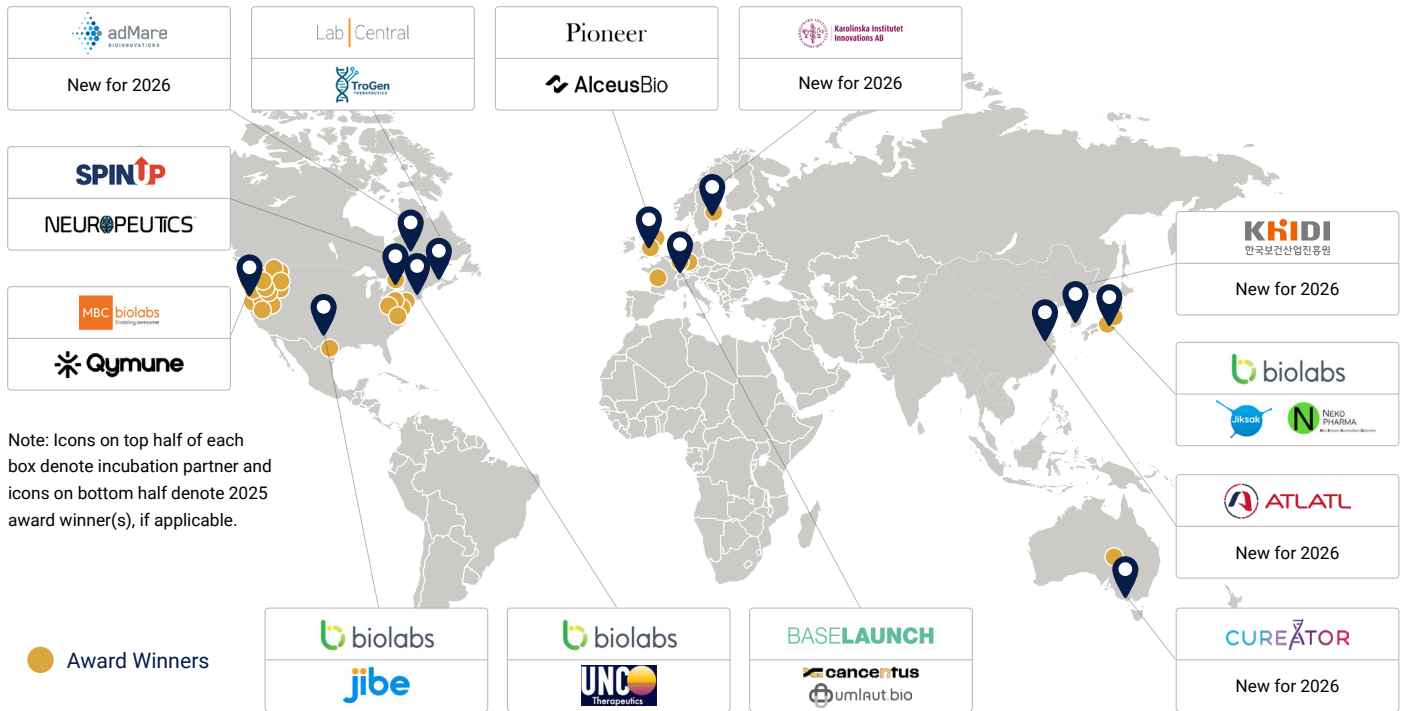 adMare
BIOINNOVATIONS
New for 2026
Lab Central
TroGen
THERAPEUTICS
Pioneer
AlceusBio
Karolinska Institutet
Innovations AB
New for 2026
SPINUP
NEUROPEUTICS
MBC biolabs
Enabling awesome
Qymune
Note: Icons on top half of each
box denote incubation partner and
icons on bottom half denote 2025
award winner(s), if applicable.
Award Winners
KHIDI
한국보건산업진흥원
New for 2026
biolabs
Jiksak
N NEKO
PHARMA
ATLATL
New for 2026
CUREATOR
New for 2026
biolabs
jibe
biolabs
UNCO
Therapeutics
BASELAUNCH
cancentus
umlaut.bio